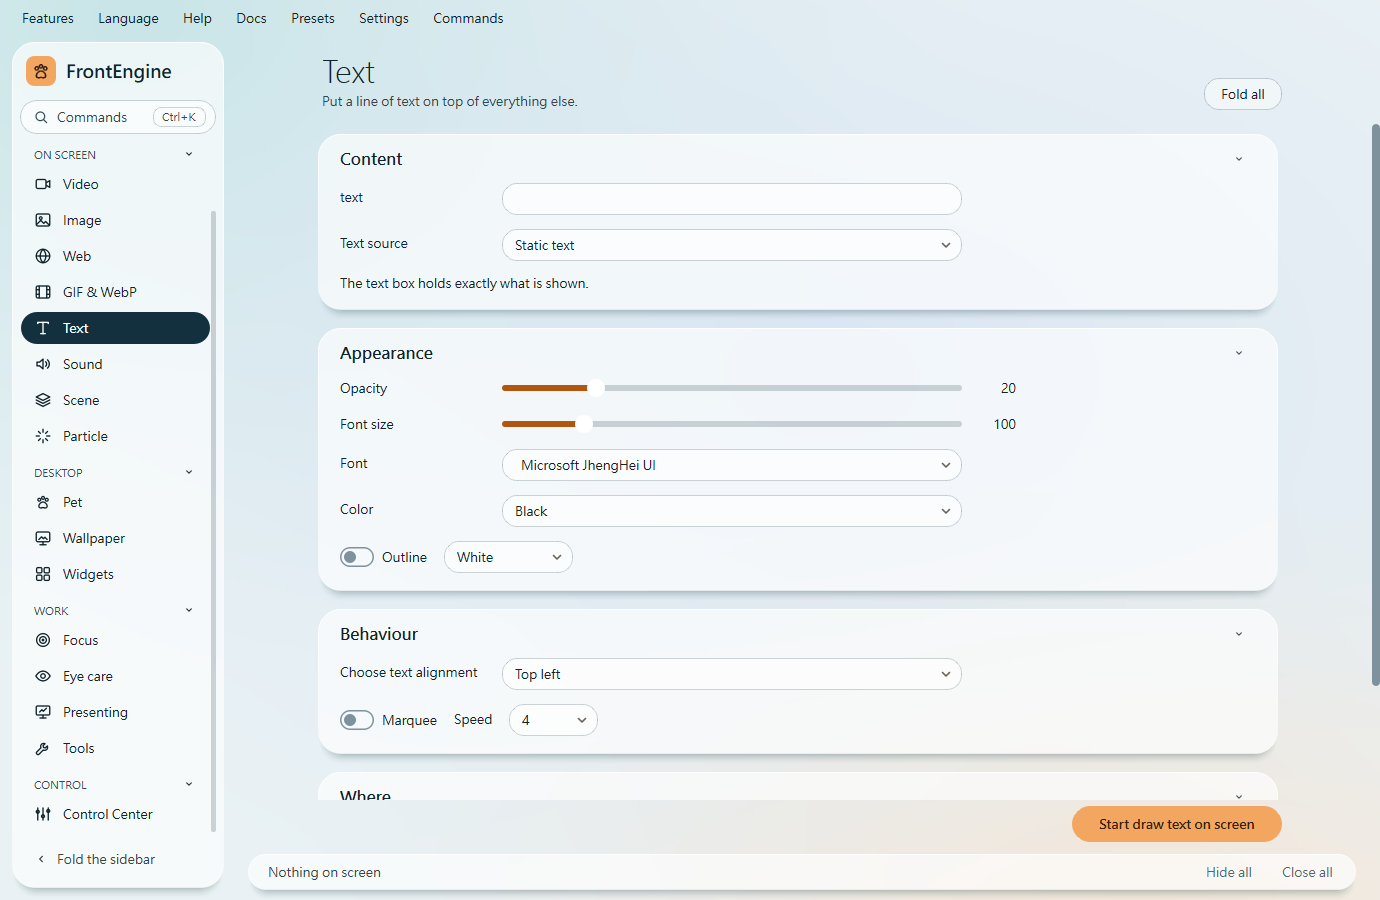 Features Language Help Docs Presets Settings Commands
FrontEngine
Commands Ctrl+K
ON SCREEN
Video
Image
Web
GIF & WebP
Text
Sound
Scene
Particle
DESKTOP
Pet
Wallpaper
Widgets
WORK
Focus
Eye care
Presenting
Tools
CONTROL
Control Center
Fold the sidebar
Text
Put a line of text on top of everything else.
Fold all
Content
text
Text source Static text
The text box holds exactly what is shown.
Appearance
Opacity 20
Font size 100
Font Microsoft JhengHei UI
Color Black
Outline White
Behaviour
Choose text alignment Top left
Marquee Speed 4
Where
Start draw text on screen
Nothing on screen Hide all Close all